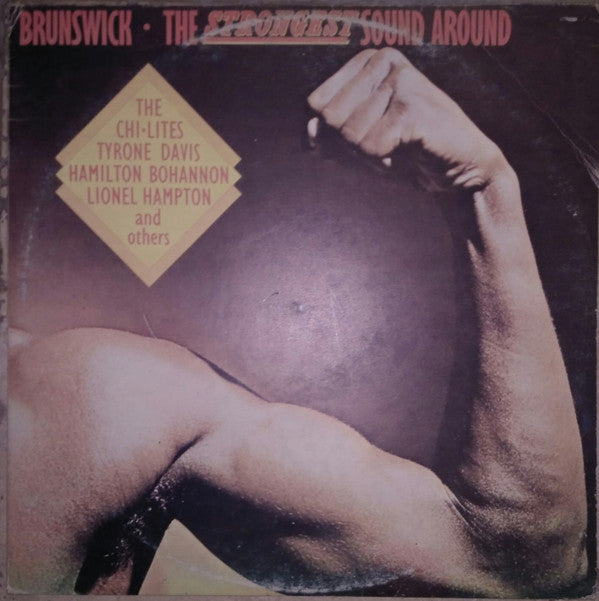 BRUNSWICK · THE STRONGEST SOUND AROUND
THE
CHI-LITES
TYRONE DAVIS
HAMILTON BOHANNON
LIONEL HAMPTON
and
others